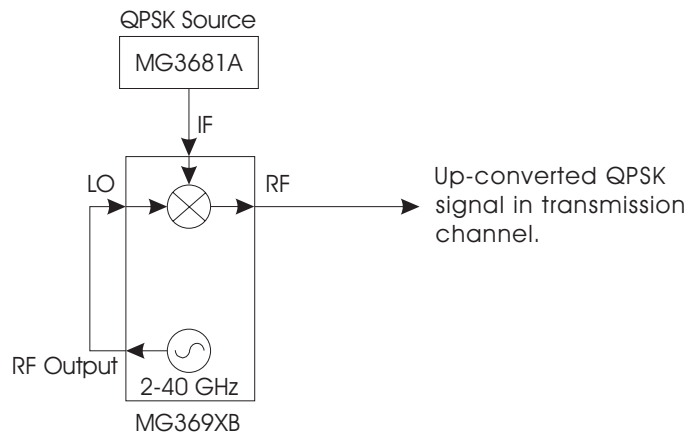 QPSK Source
MG3681A
IF
LO
RF
Up-converted QPSK
signal in transmission
channel.
RF Output
2-40 GHz
MG369XB